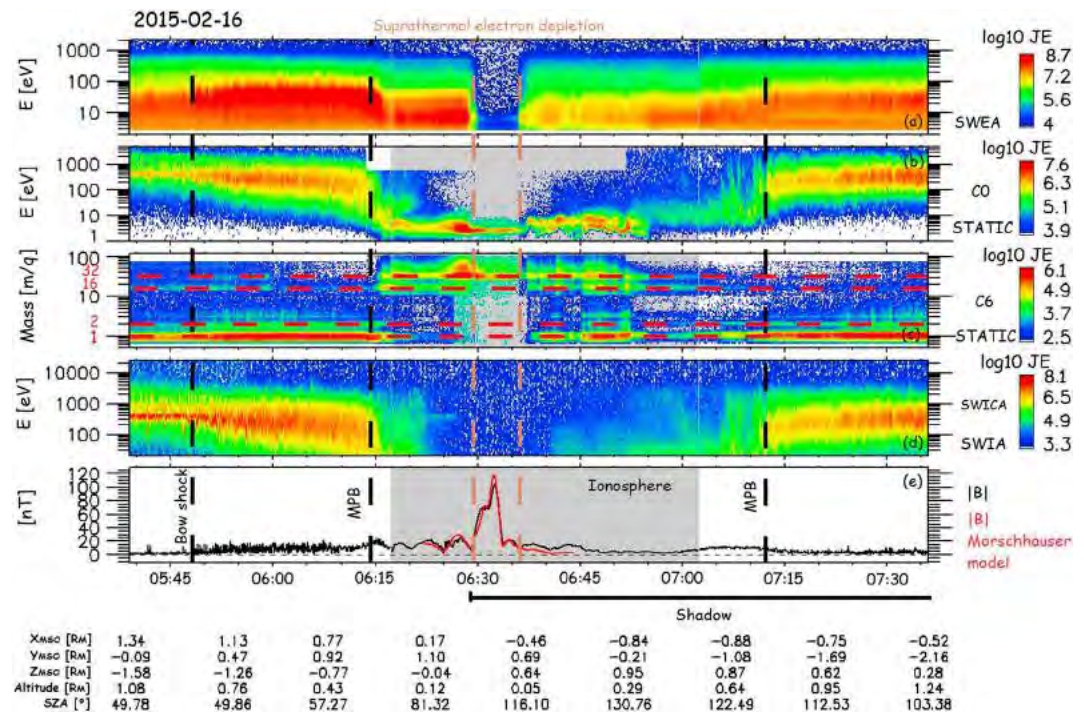 2015-02-16
Suprathermal electron depletion
log10 JE
E [eV]
1000
100
10
8.7
7.2
5.6
4
(a)
SWEA
log10 JE
(b)
E [eV]
1000
100
10
1
C0
STATIC
7.6
6.3
5.1
3.9
log10 JE
Mass [m/q]
100
32
16
10
2
1
C6
(c)
STATIC
6.1
4.9
3.7
2.5
log10 JE
E [eV]
10000
1000
100
SWICA
(d)
SWIA
8.1
6.5
4.9
3.3
(e)
[nT]
120
100
80
60
40
20
0
Bow shock
MPB
Ionosphere
MPB
|B|
|B|
Morschhauser
model
05:45 06:00 06:15 06:30 06:45 07:00 07:15 07:30
Shadow
XMSO [RM] 1.34 1.13 0.77 0.17 -0.46 -0.84 -0.88 -0.75 -0.52
YMSO [RM] -0.09 0.47 0.92 1.10 0.69 -0.21 -1.08 -1.69 -2.16
ZMSO [RM] -1.58 -1.26 -0.77 -0.04 0.64 0.95 0.87 0.62 0.28
Altitude [RM] 1.08 0.76 0.43 0.12 0.05 0.29 0.64 0.95 1.24
SZA [°] 49.78 49.86 57.27 81.32 116.10 130.76 122.49 112.53 103.38